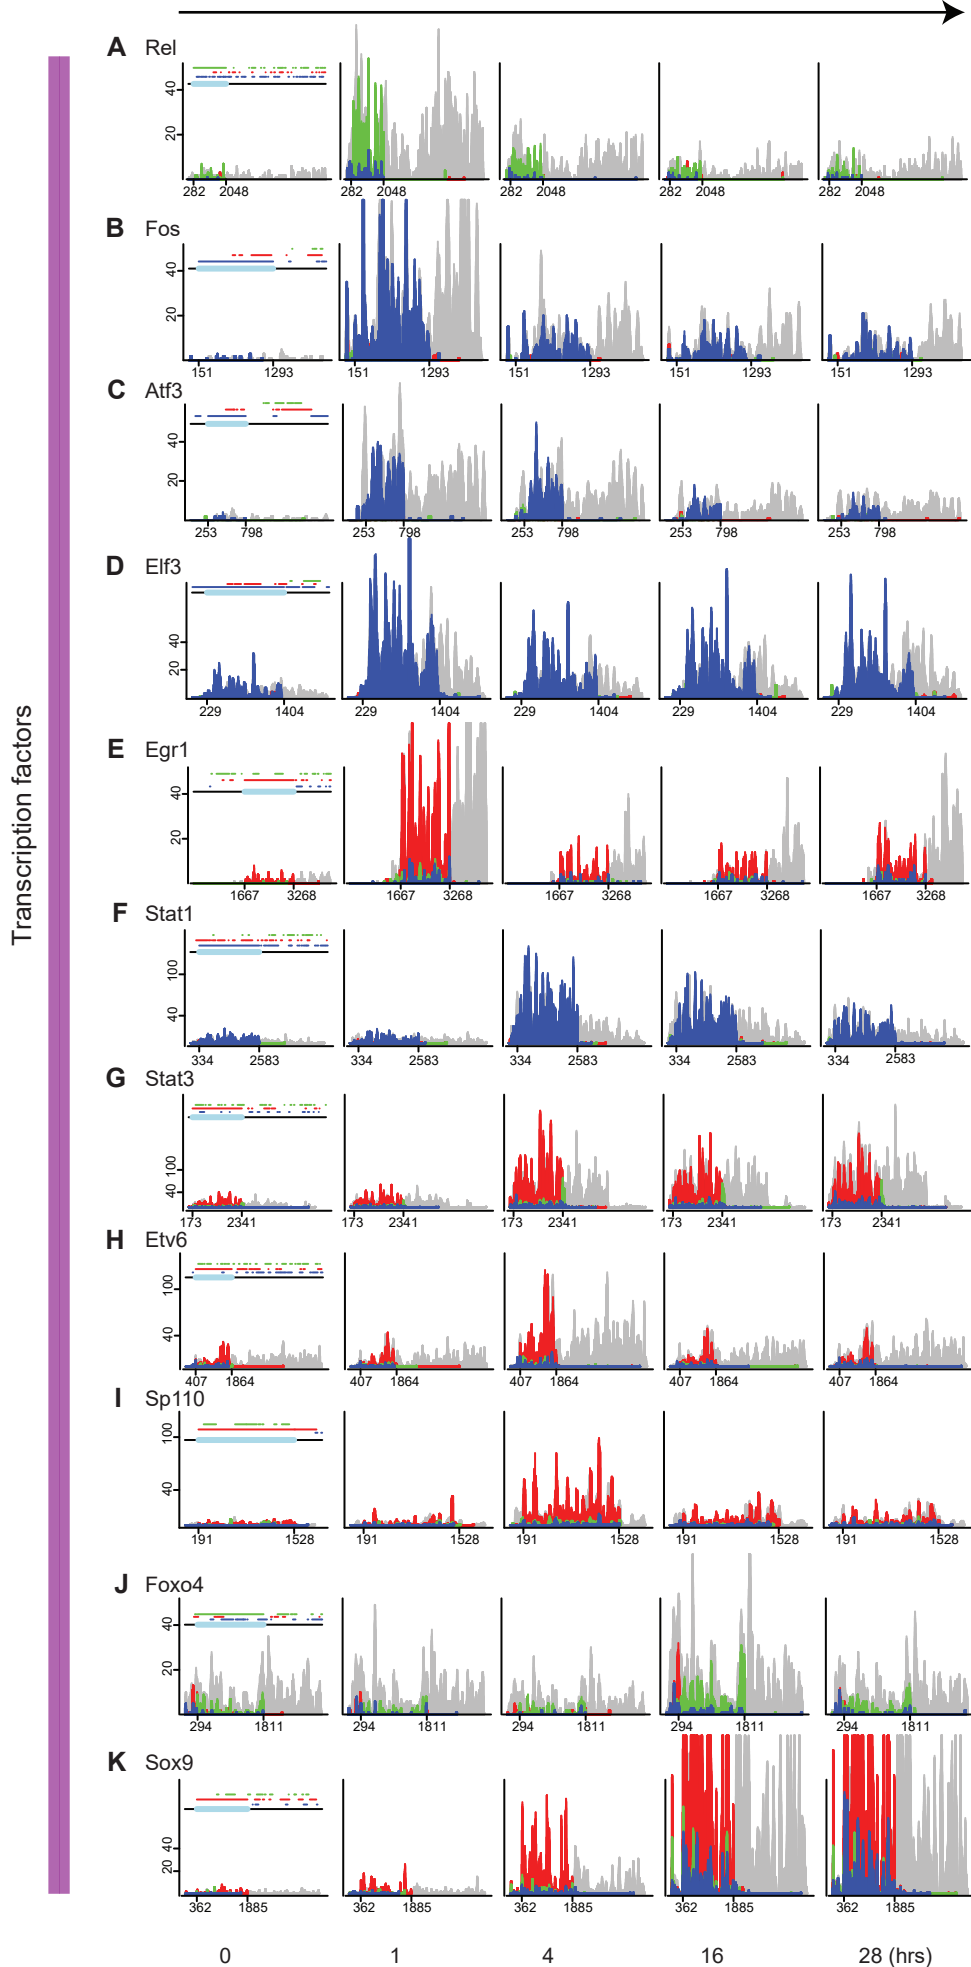 Transcription factors
A Rel
40
20
282 2048 282 2048 282 2048 282 2048 282 2048
B Fos
40
20
151 1293 151 1293 151 1293 151 1293 151 1293
C Atf3
40
20
253 798 253 798 253 798 253 798 253 798
D Elf3
40
20
229 1404 229 1404 229 1404 229 1404 229 1404
E Egr1
40
20
1667 3268 1667 3268 1667 3268 1667 3268 1667 3268
F Stat1
100
40
334 2583 334 2583 334 2583 334 2583 334 2583
G Stat3
100
40
173 2341 173 2341 173 2341 173 2341 173 2341
H Etv6
100
40
407 1864 407 1864 407 1864 407 1864 407 1864
I Sp110
100
40
191 1528 191 1528 191 1528 191 1528 191 1528
J Foxo4
40
20
294 1811 294 1811 294 1811 294 1811 294 1811
K Sox9
40
20
362 1885 362 1885 362 1885 362 1885 362 1885
0 1 4 16 28 (hrs)